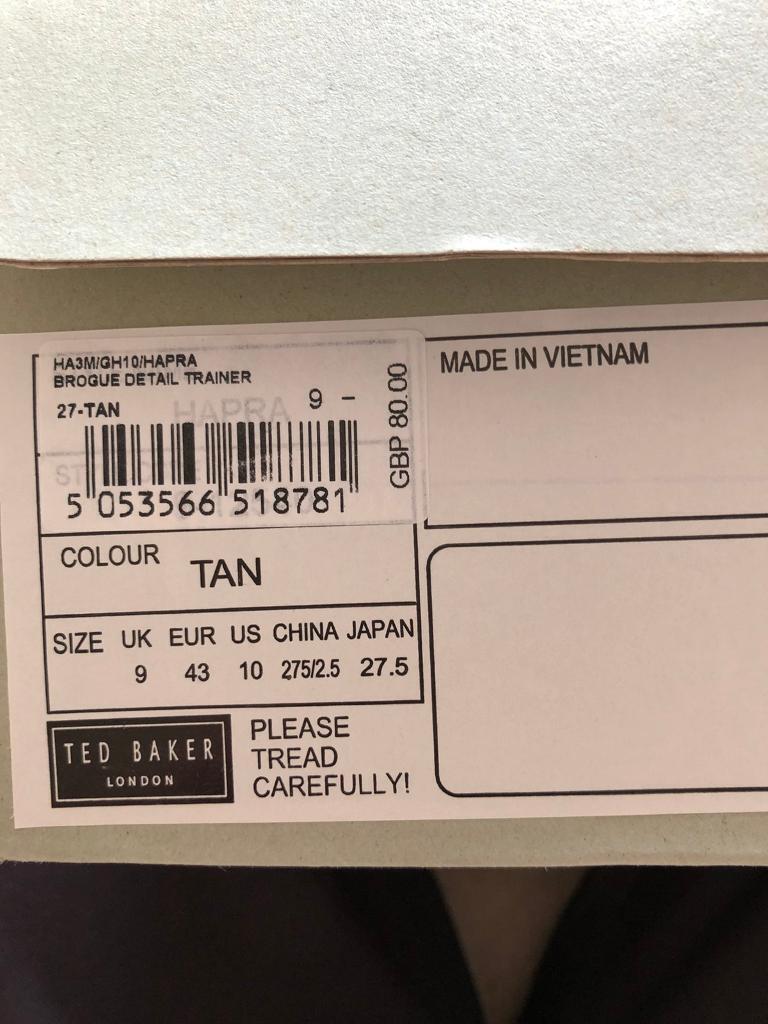 HA3M/GH10/HAPRA
BROGUE DETAIL TRAINER
27-TAN
9 -
HAPRA
GBP 80.00
5 053566 518781
COLOUR
TAN
SIZE UK EUR US CHINA JAPAN
9 43 10 275/2.5 27.5
TED BAKER
LONDON
PLEASE
TREAD
CAREFULLY!
MADE IN VIETNAM